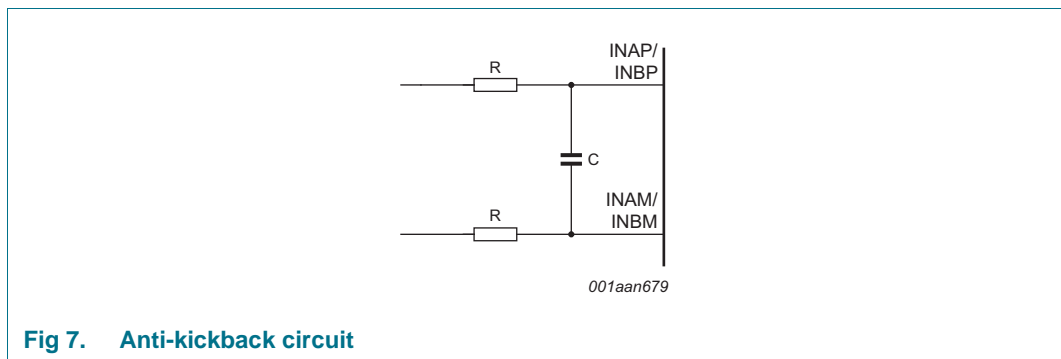 INAP/
INBP
R
C
INAM/
INBM
R
001aan679
Fig 7. Anti-kickback circuit